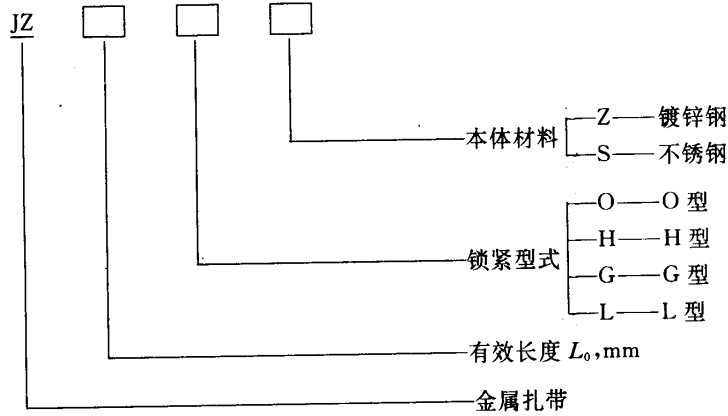 JZ
Z 镀锌钢
本体材料
S 不锈钢
O O 型
H H 型
锁紧型式
G G 型
L L 型
有效长度 L₀,mm
金属扎带